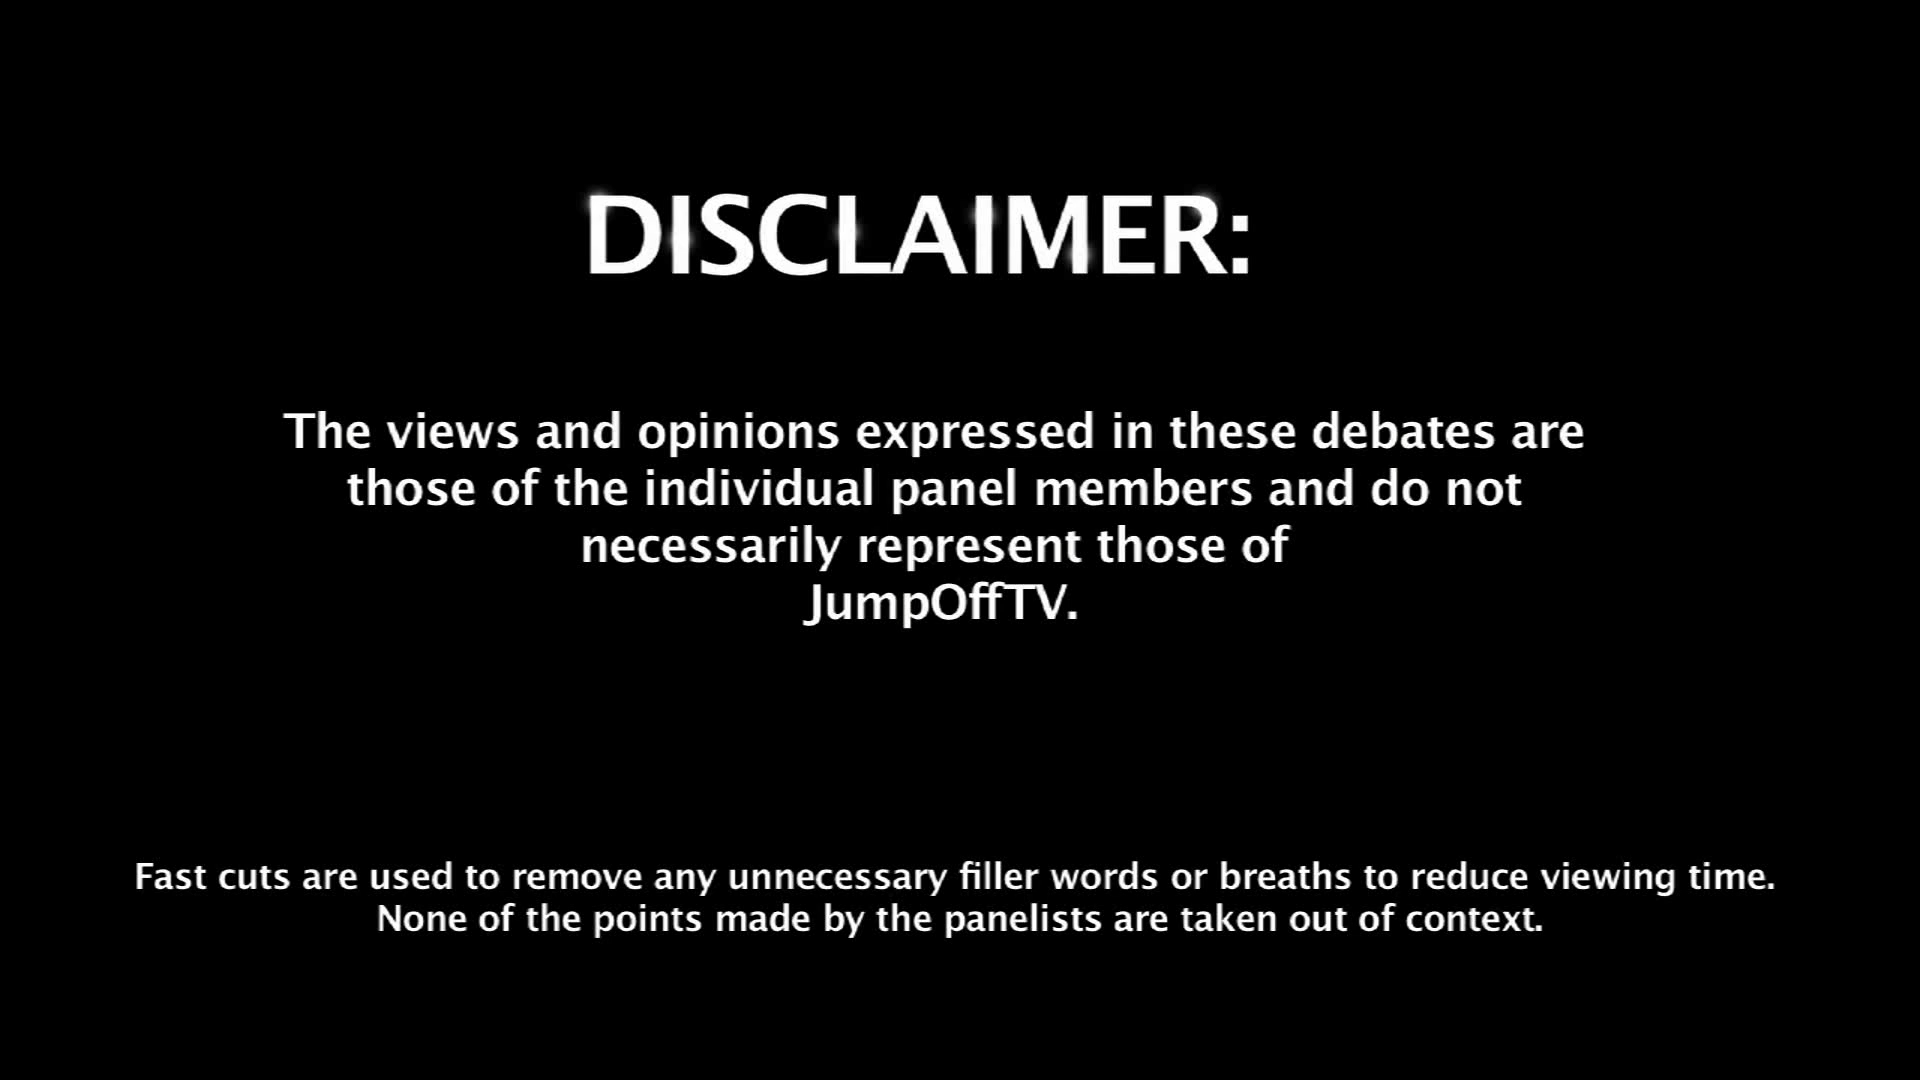 DISCLAIMER:
The views and opinions expressed in these debates are
those of the individual panel members and do not
necessarily represent those of
JumpOffTV.
Fast cuts are used to remove any unnecessary filler words or breaths to reduce viewing time.
None of the points made by the panelists are taken out of context.